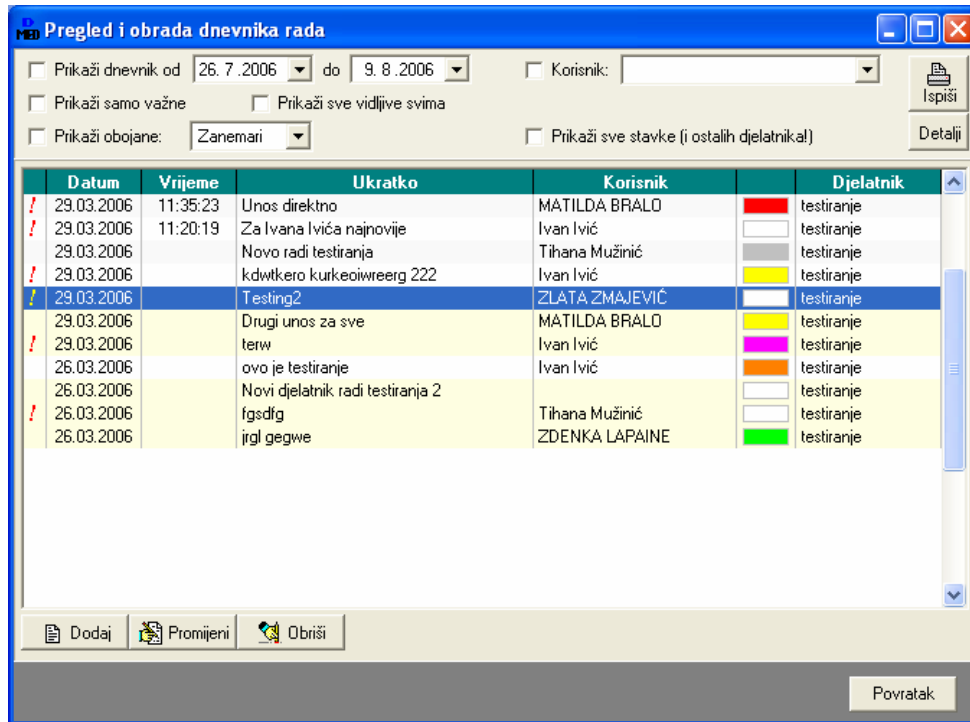 D
MED Pregled i obrada dnevnika rada
Prikaži dnevnik od 26. 7 .2006 do 9. 8 .2006 Korisnik: Ispiši
Prikaži samo važne Prikaži sve vidljive svima
Prikaži obojane: Zanemari Prikaži sve stavke (i ostalih djelatnika!) Detalji
Datum Vrijeme Ukratko Korisnik Djelatnik
! 29.03.2006 11:35:23 Unos direktno MATILDA BRALO testiranje
! 29.03.2006 11:20:19 Za Ivana Ivića najnovije Ivan Ivić testiranje
29.03.2006 Novo radi testiranja Tihana Mužinić testiranje
! 29.03.2006 kdwtkero kurkeoiwreerg 222 Ivan Ivić testiranje
! 29.03.2006 Testing2 ZLATA ZMAJEVIĆ testiranje
29.03.2006 Drugi unos za sve MATILDA BRALO testiranje
! 29.03.2006 terw Ivan Ivić testiranje
26.03.2006 ovo je testiranje Ivan Ivić testiranje
26.03.2006 Novi djelatnik radi testiranja 2 testiranje
! 26.03.2006 fgsdfg Tihana Mužinić testiranje
26.03.2006 jrgl gegwe ZDENKA LAPAINE testiranje
Dodaj Promijeni Obriši
Povratak